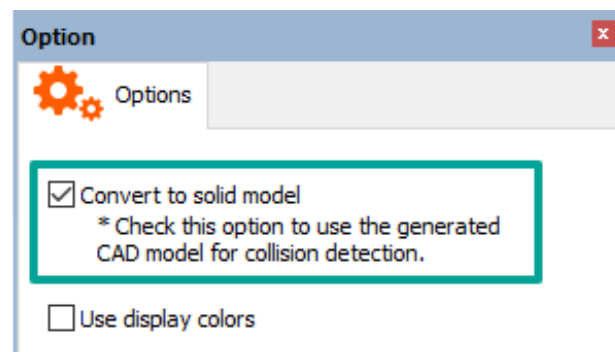 Option
x
Options
Convert to solid model
* Check this option to use the generated
CAD model for collision detection.
Use display colors